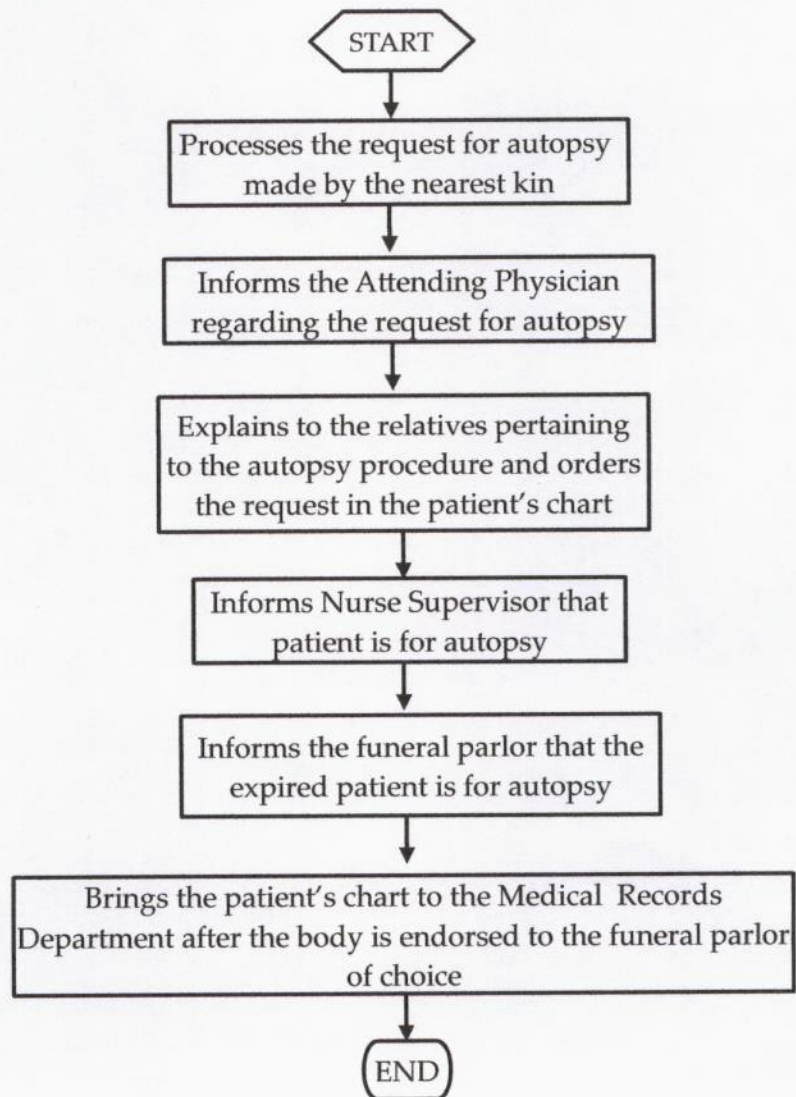 START
Processes the request for autopsy
made by the nearest kin
Informs the Attending Physician
regarding the request for autopsy
Explains to the relatives pertaining
to the autopsy procedure and orders
the request in the patient's chart
Informs Nurse Supervisor that
patient is for autopsy
Informs the funeral parlor that the
expired patient is for autopsy
Brings the patient's chart to the Medical Records
Department after the body is endorsed to the funeral parlor
of choice
END